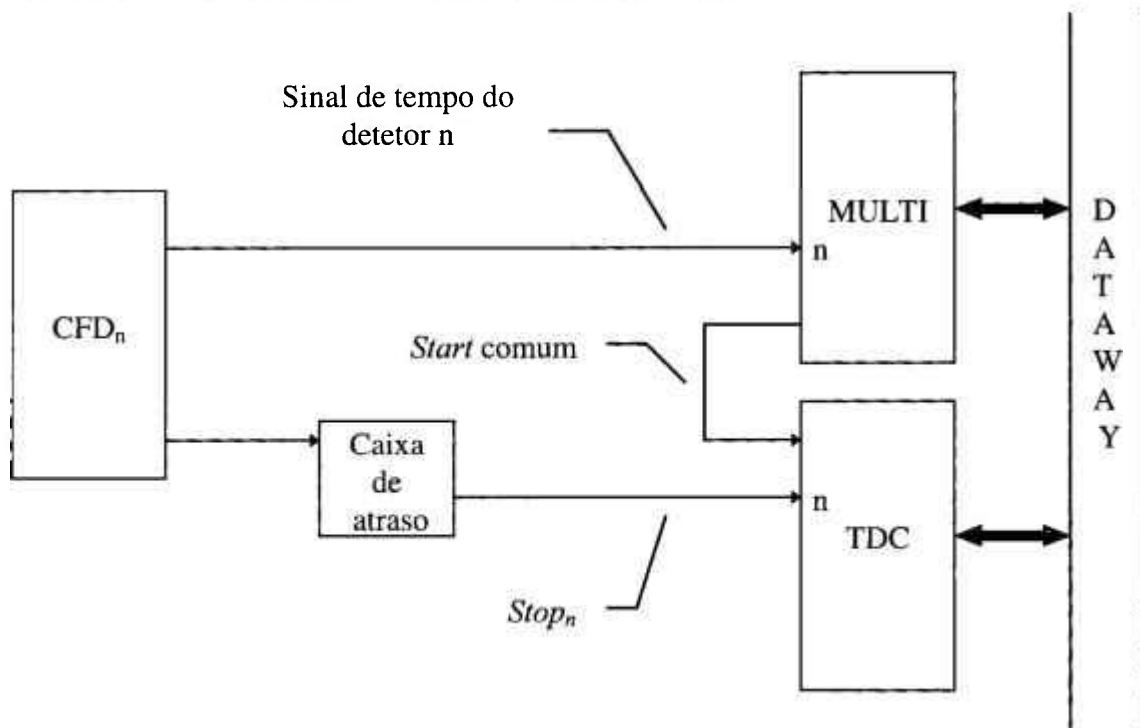 Sinal de tempo do
detetor n
MULTI
n
CFDn
Start comum
Caixa
de
atraso
n
TDC
Stopn
D
A
T
A
W
A
Y